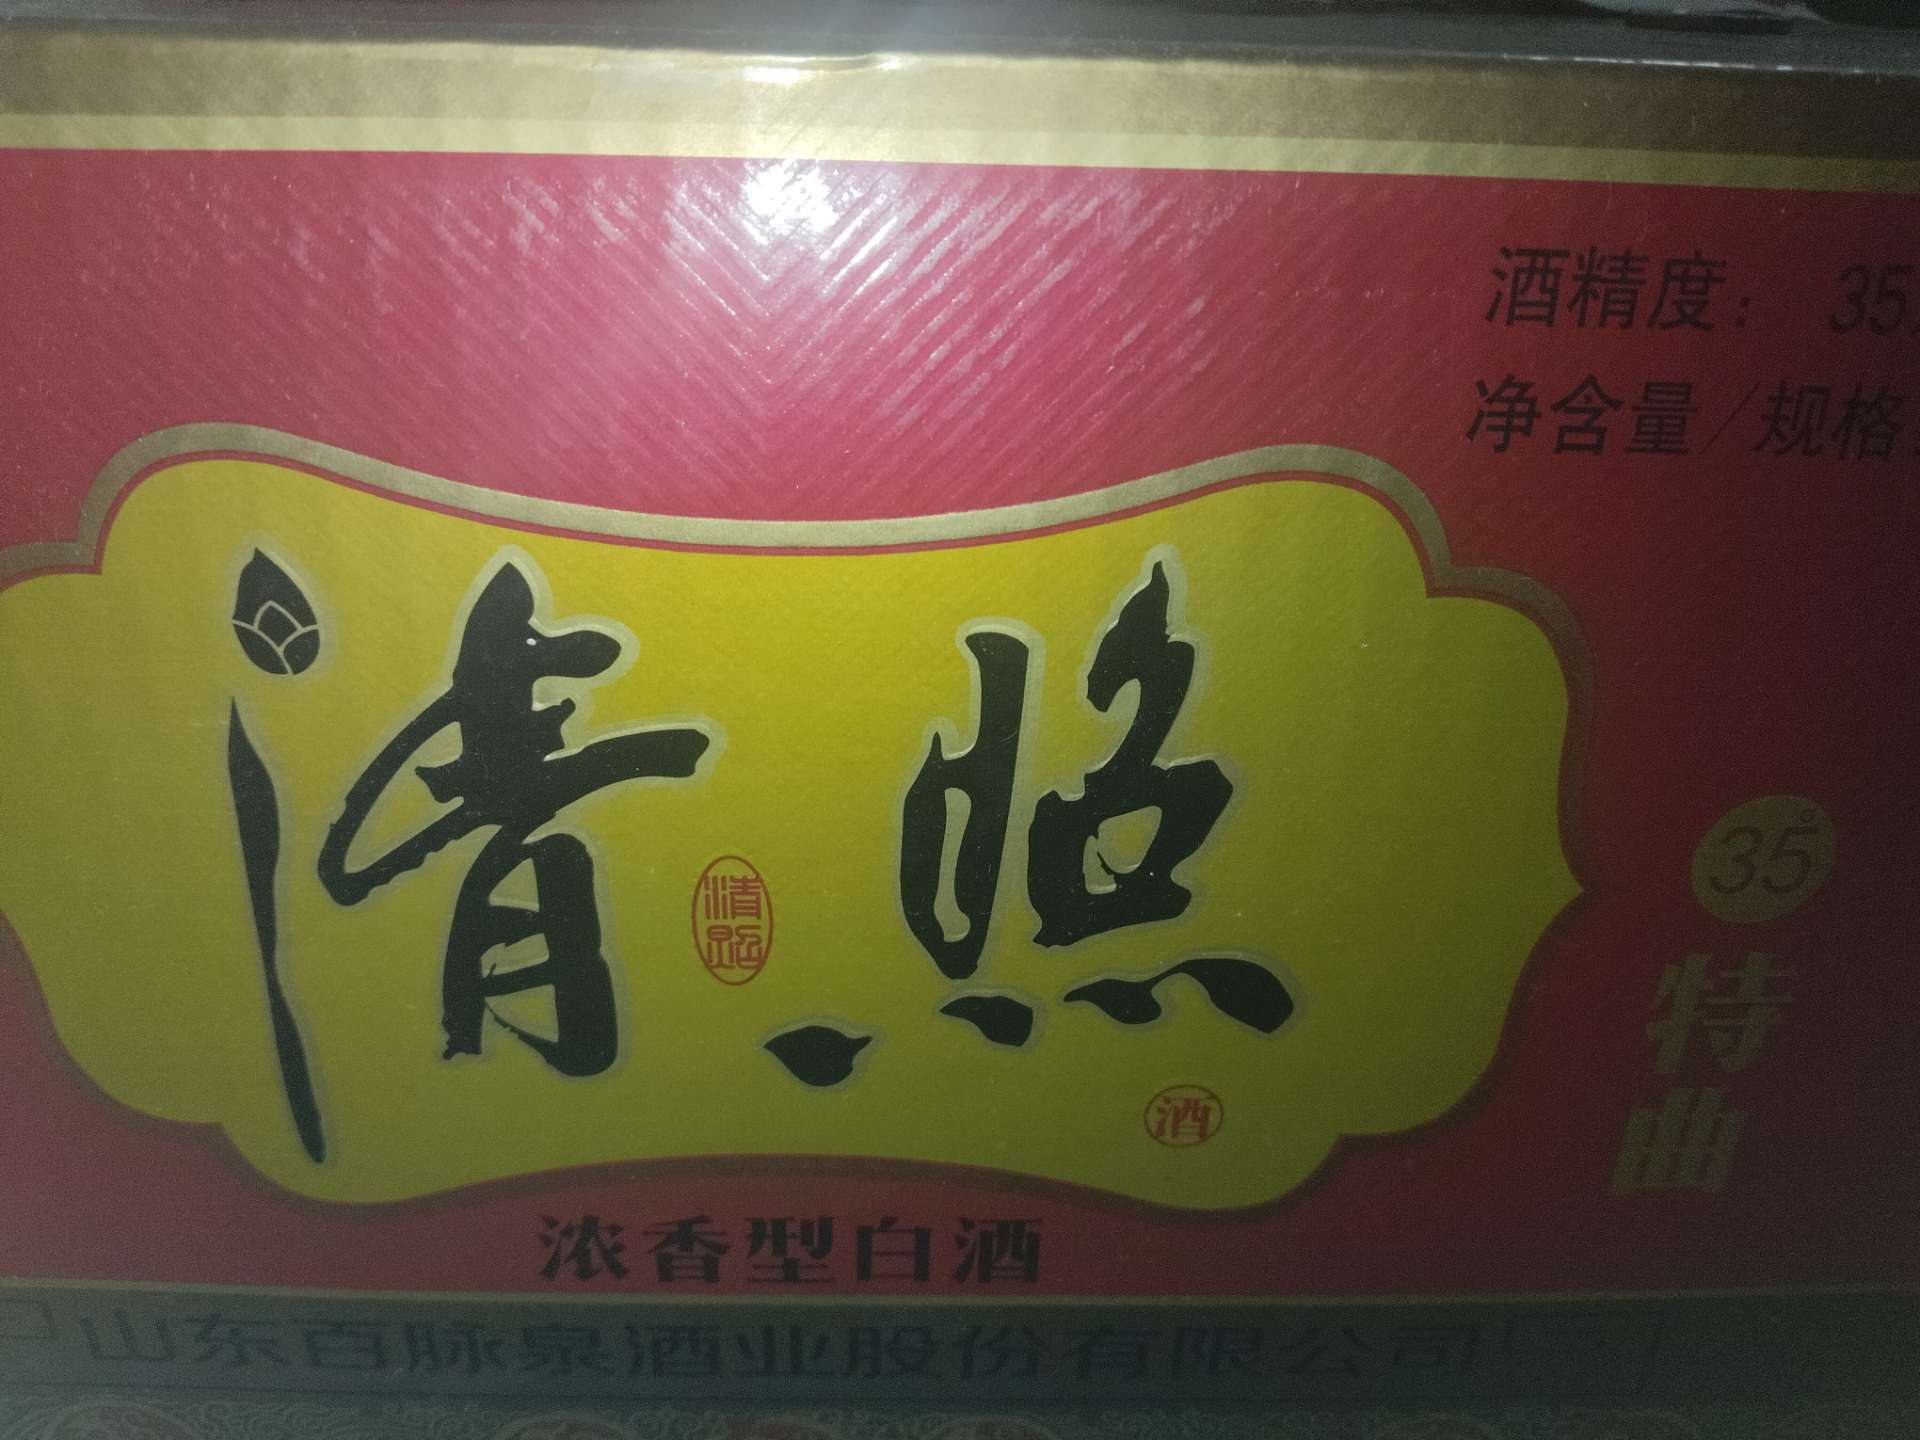 酒精度： 35
净含量/规格
清照
清照
酒
35°
特曲
浓香型白酒
山东百脉泉酒业股份有限公司